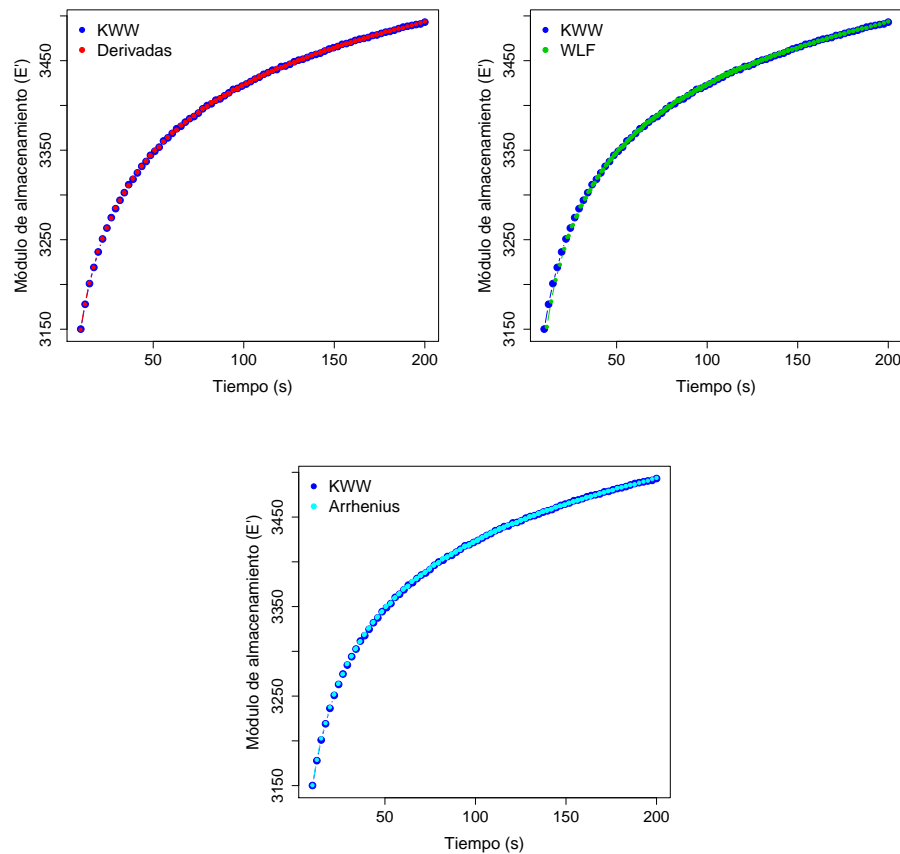 KWW
Derivadas
Módulo de almacenamiento (E')
3150
3250
3350
3450
50
100
150
200
Tiempo (s)
KWW
WLF
Módulo de almacenamiento (E')
3150
3250
3350
3450
50
100
150
200
Tiempo (s)
KWW
Arrhenius
Módulo de almacenamiento (E')
3150
3250
3350
3450
50
100
150
200
Tiempo (s)